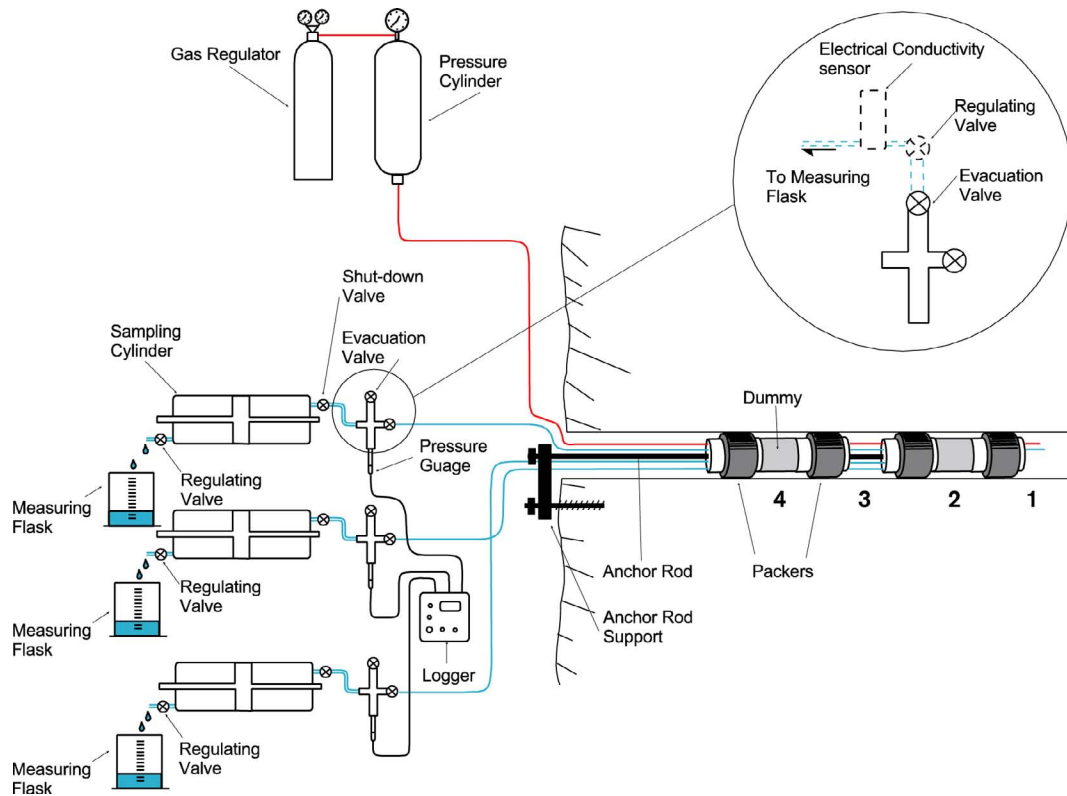 Gas Regulator
Pressure
Cylinder
Electrical Conductivity
sensor
Regulating
Valve
To Measuring
Flask
Evacuation
Valve
Shut-down
Valve
Sampling
Cylinder
Evacuation
Valve
Dummy
Pressure
Guage
Regulating
Valve
Measuring
Flask
4
3
2
1
Anchor Rod
Packers
Regulating
Valve
Anchor Rod
Support
Measuring
Flask
Logger
Regulating
Valve
Measuring
Flask